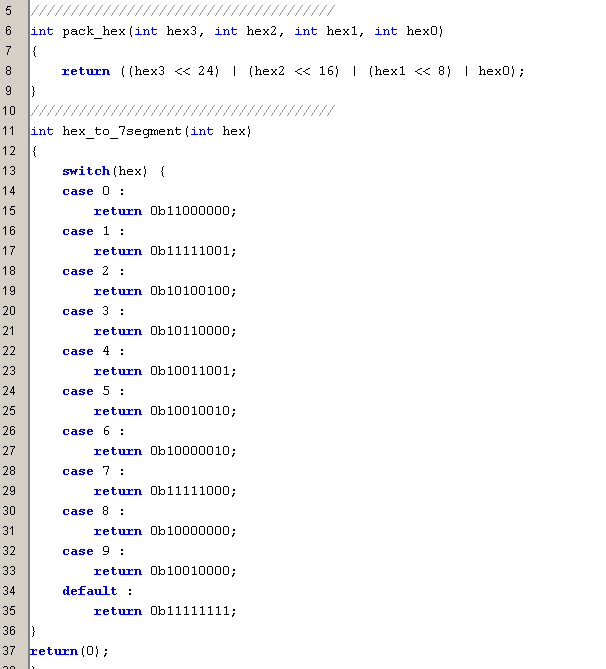 5 //////////////////////////////////////
6 int pack_hex(int hex3, int hex2, int hex1, int hex0)
7 {
8     return ((hex3 << 24) | (hex2 << 16) | (hex1 << 8) | hex0);
9 }
10 //////////////////////////////////////
11 int hex_to_7segment(int hex)
12 {
13     switch(hex) {
14     case 0 :
15         return 0b11000000;
16     case 1 :
17         return 0b11111001;
18     case 2 :
19         return 0b10100100;
20     case 3 :
21         return 0b10110000;
22     case 4 :
23         return 0b10011001;
24     case 5 :
25         return 0b10010010;
26     case 6 :
27         return 0b10000010;
28     case 7 :
29         return 0b11111000;
30     case 8 :
31         return 0b10000000;
32     case 9 :
33         return 0b10010000;
34     default :
35         return 0b11111111;
36 }
37 return(0);